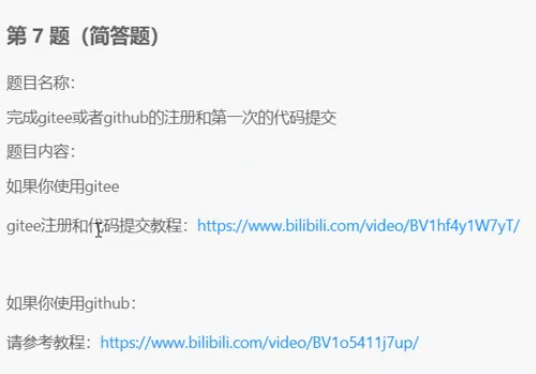 第 7 题（简答题）
题目名称：
完成gitee或者github的注册和第一次的代码提交
题目内容：
如果你使用gitee
gitee注册和代码提交教程：https://www.bilibili.com/video/BV1hf4y1W7yT/
如果你使用github：
请参考教程：https://www.bilibili.com/video/BV1o5411j7up/